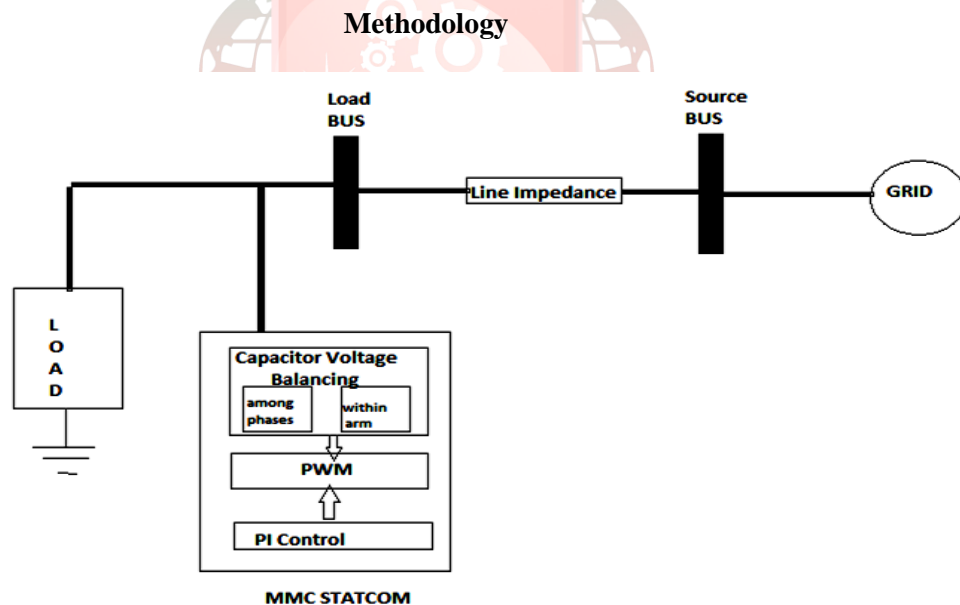 Methodology
Load
BUS
Source
BUS
Line Impedance
GRID
L
O
A
D
Capacitor Voltage
Balancing
among
phases
within
arm
PWM
PI Control
MMC STATCOM